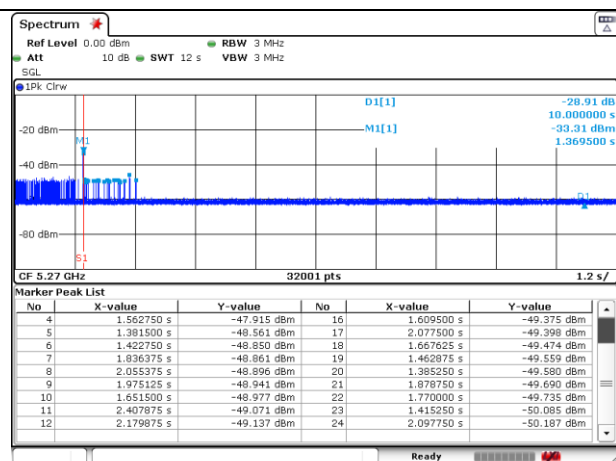 Spectrum
Ref Level 0.00 dBm RBW 3 MHz
Att 10 dB SWT 12 s VBW 3 MHz
SGL
1Pk Clrw
D1[1] -28.91 dB
10.000000 s
-20 dBm M1[1] -33.31 dBm
M1 1.369500 s
-40 dBm
D1
-80 dBm
S1
CF 5.27 GHz 32001 pts 1.2 s/
Marker Peak List
No X-value Y-value No X-value Y-value
4 1.562750 s -47.915 dBm 16 1.609500 s -49.375 dBm
5 1.381500 s -48.561 dBm 17 2.077500 s -49.398 dBm
6 1.422750 s -48.850 dBm 18 1.667625 s -49.474 dBm
7 1.836375 s -48.861 dBm 19 1.462875 s -49.559 dBm
8 2.055375 s -48.896 dBm 20 1.385250 s -49.580 dBm
9 1.975125 s -48.941 dBm 21 1.878750 s -49.690 dBm
10 1.651500 s -48.977 dBm 22 1.770000 s -49.735 dBm
11 2.407875 s -49.071 dBm 23 1.415250 s -50.085 dBm
12 2.179875 s -49.137 dBm 24 2.097750 s -50.187 dBm
Ready